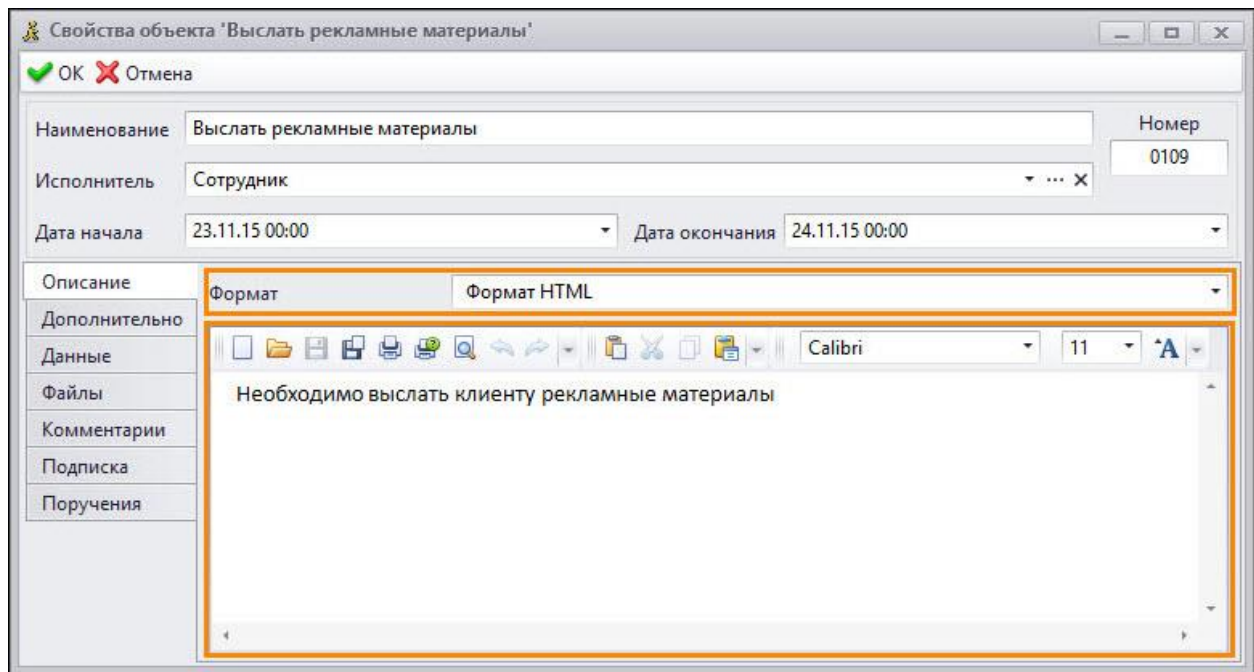 Свойства объекта 'Выслать рекламные материалы'
ОК Отмена
Наименование Выслать рекламные материалы Номер
0109
Исполнитель Сотрудник
Дата начала 23.11.15 00:00 Дата окончания 24.11.15 00:00
Описание Формат Формат HTML
Дополнительно
Данные Calibri 11 A
Файлы Необходимо выслать клиенту рекламные материалы
Комментарии
Подписка
Поручения